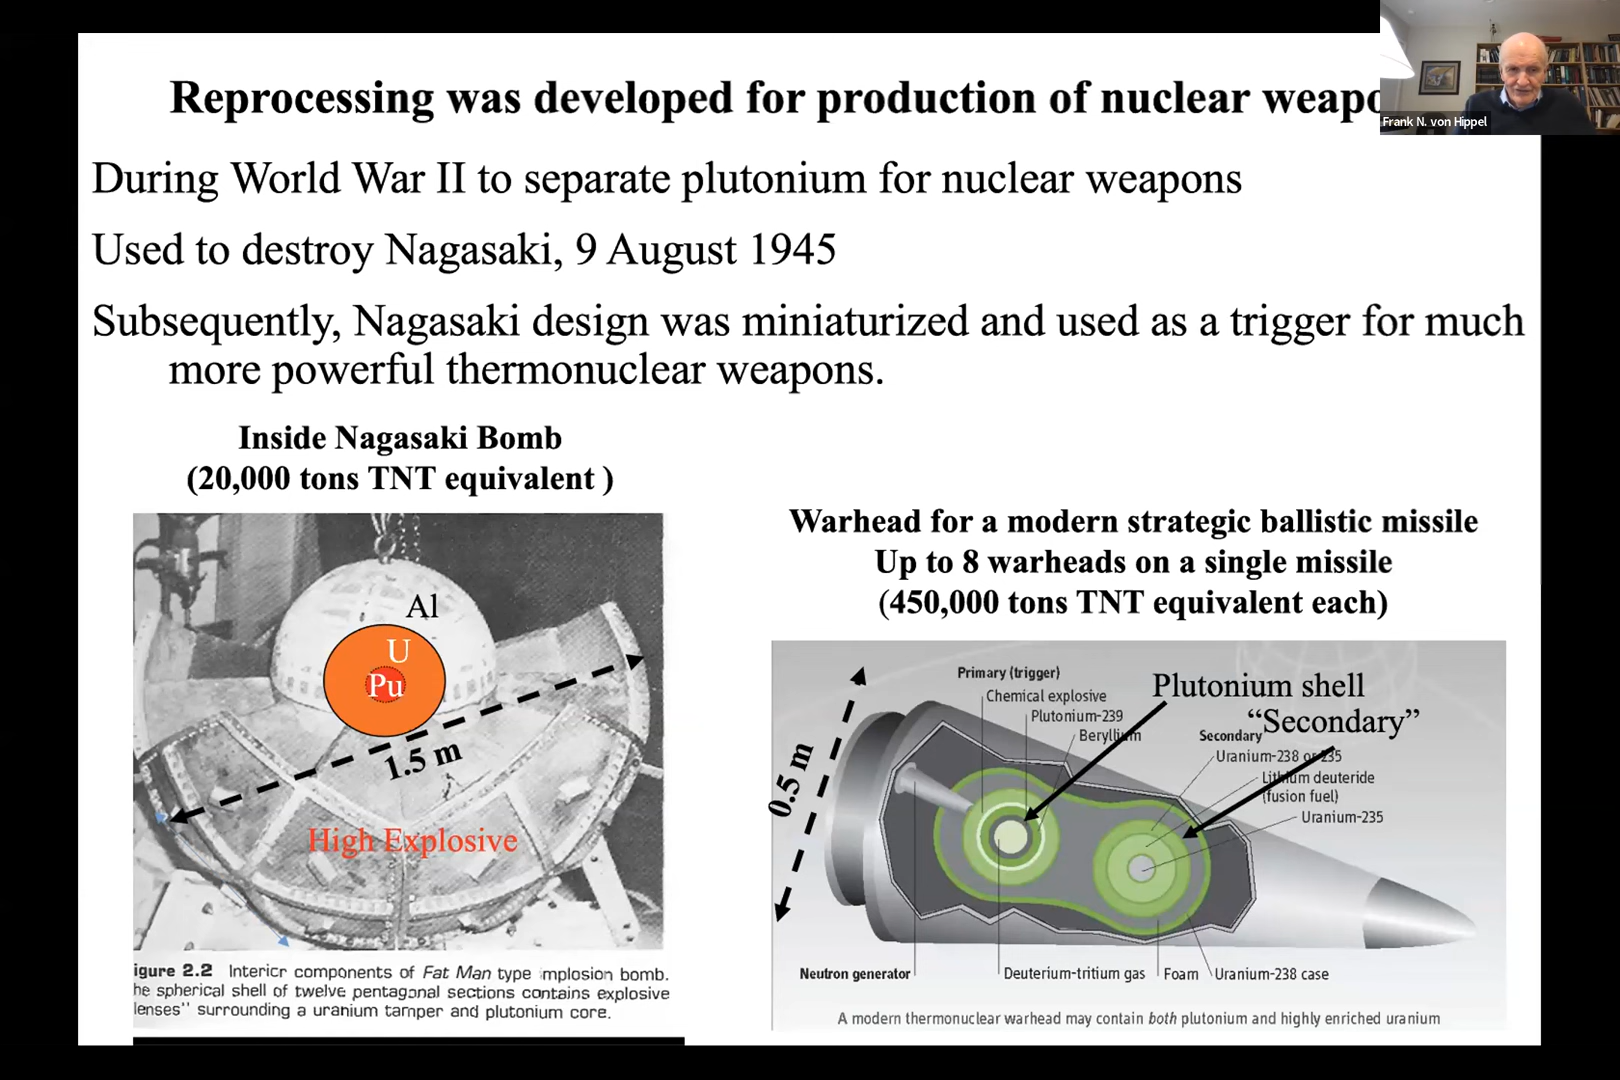 Reprocessing was developed for production of nuclear weapo
Frank N. von Hippel
During World War II to separate plutonium for nuclear weapons
Used to destroy Nagasaki, 9 August 1945
Subsequently, Nagasaki design was miniaturized and used as a trigger for much
more powerful thermonuclear weapons.
Inside Nagasaki Bomb
(20,000 tons TNT equivalent )
Al
U
Pu
1.5 m
High Explosive
igure 2.2 Interior components of Fat Man type implosion bomb.
he spherical shell of twelve pentagonal sections contains explosive
lenses" surrounding a uranium tamper and plutonium core.
Warhead for a modern strategic ballistic missile
Up to 8 warheads on a single missile
(450,000 tons TNT equivalent each)
0.5 m
Primary (trigger)
Chemical explosive
Plutonium-239
Beryllium
Plutonium shell
“Secondary”
Secondary
Uranium-238 or 235
Lithium deuteride
(fusion fuel)
Uranium-235
Neutron generator
Deuterium-tritium gas
Foam
Uranium-238 case
A modern thermonuclear warhead may contain both plutonium and highly enriched uranium